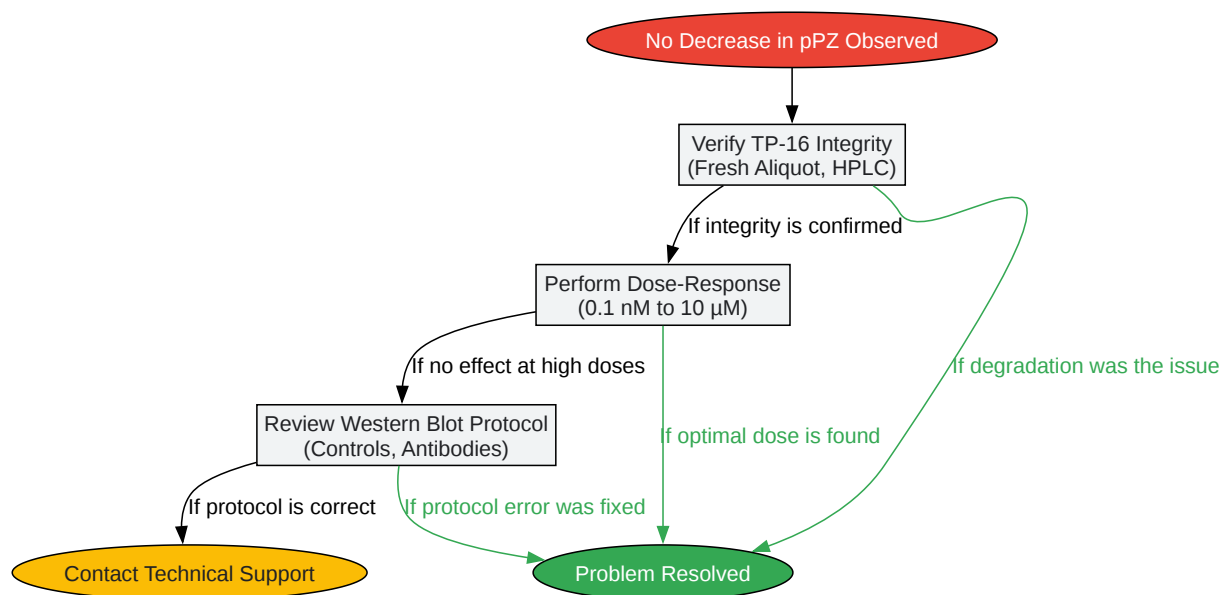 No Decrease in pPZ Observed
Verify TP-16 Integrity
(Fresh Aliquot, HPLC)
If integrity is confirmed
Perform Dose-Response
(0.1 nM to 10 µM)
If no effect at high doses
If degradation was the issue
Review Western Blot Protocol
(Controls, Antibodies)
If optimal dose is found
If protocol is correct
If protocol error was fixed
Contact Technical Support
Problem Resolved